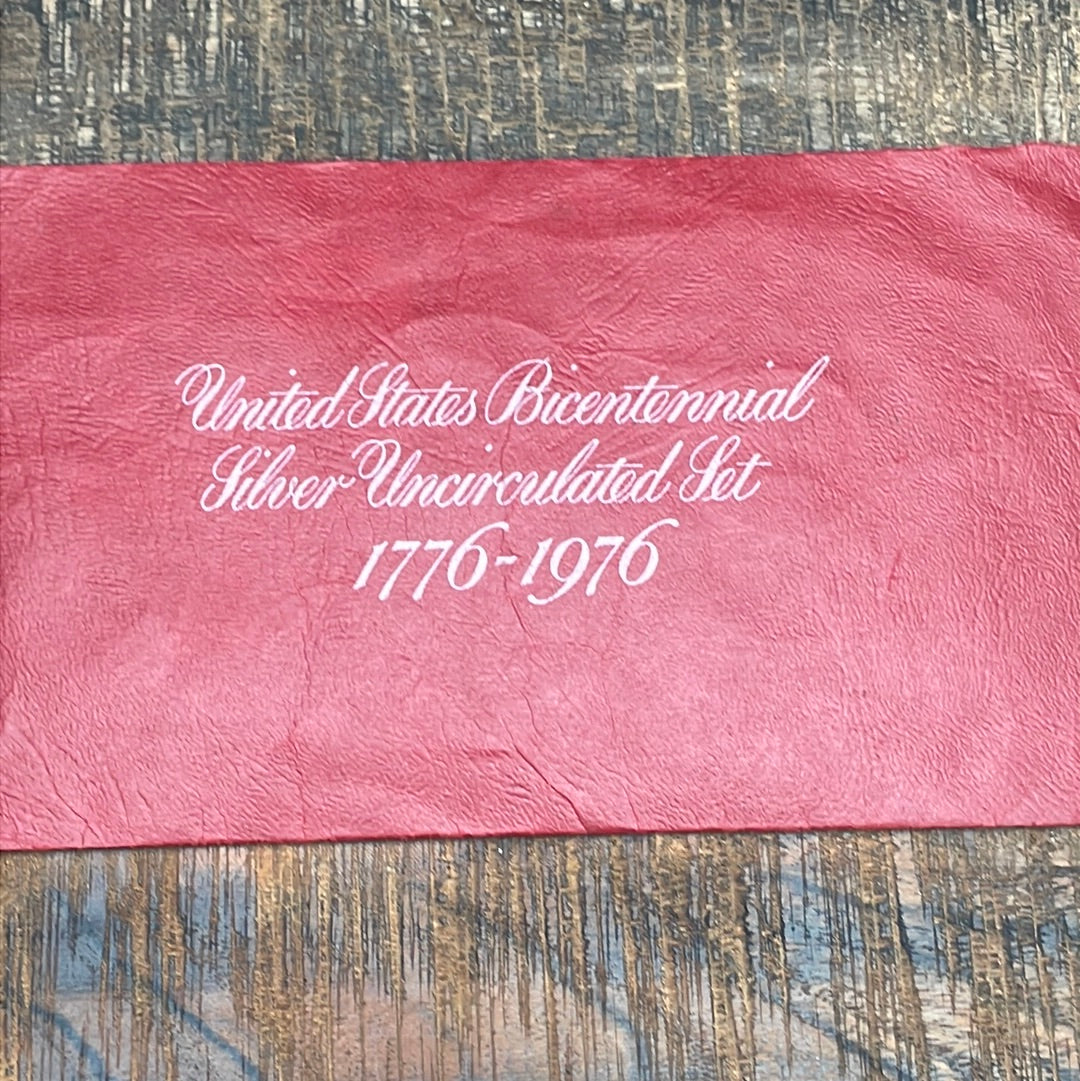 United States Bicentennial
Silver Uncirculated Set
1776-1976